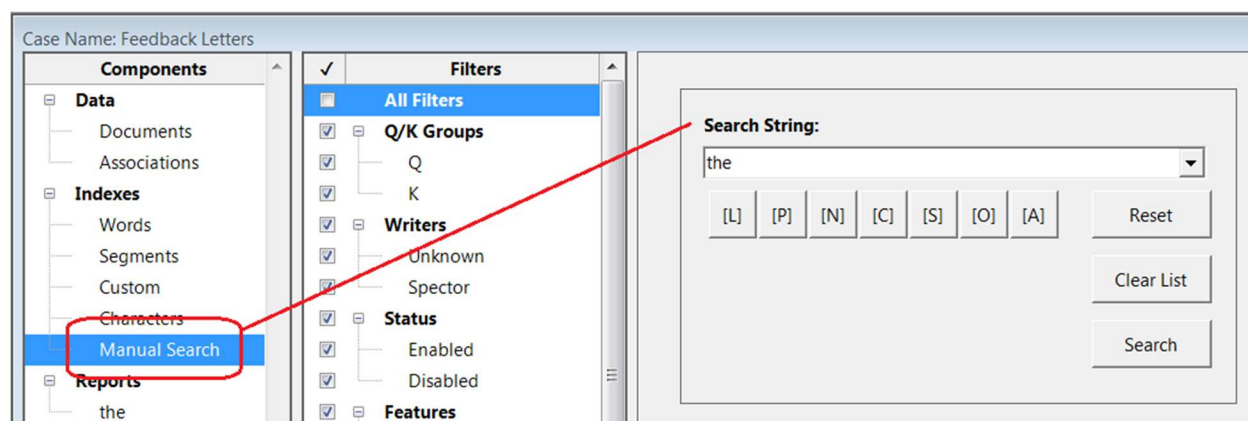 Case Name: Feedback Letters
Components
Data
Documents
Associations
Indexes
Words
Segments
Custom
Characters
Manual Search
Reports
the
✓ Filters
All Filters
Q/K Groups
Q
K
Writers
Unknown
Spector
Status
Enabled
Disabled
Features
Search String:
the
[L] [P] [N] [C] [S] [O] [A] Reset
Clear List
Search